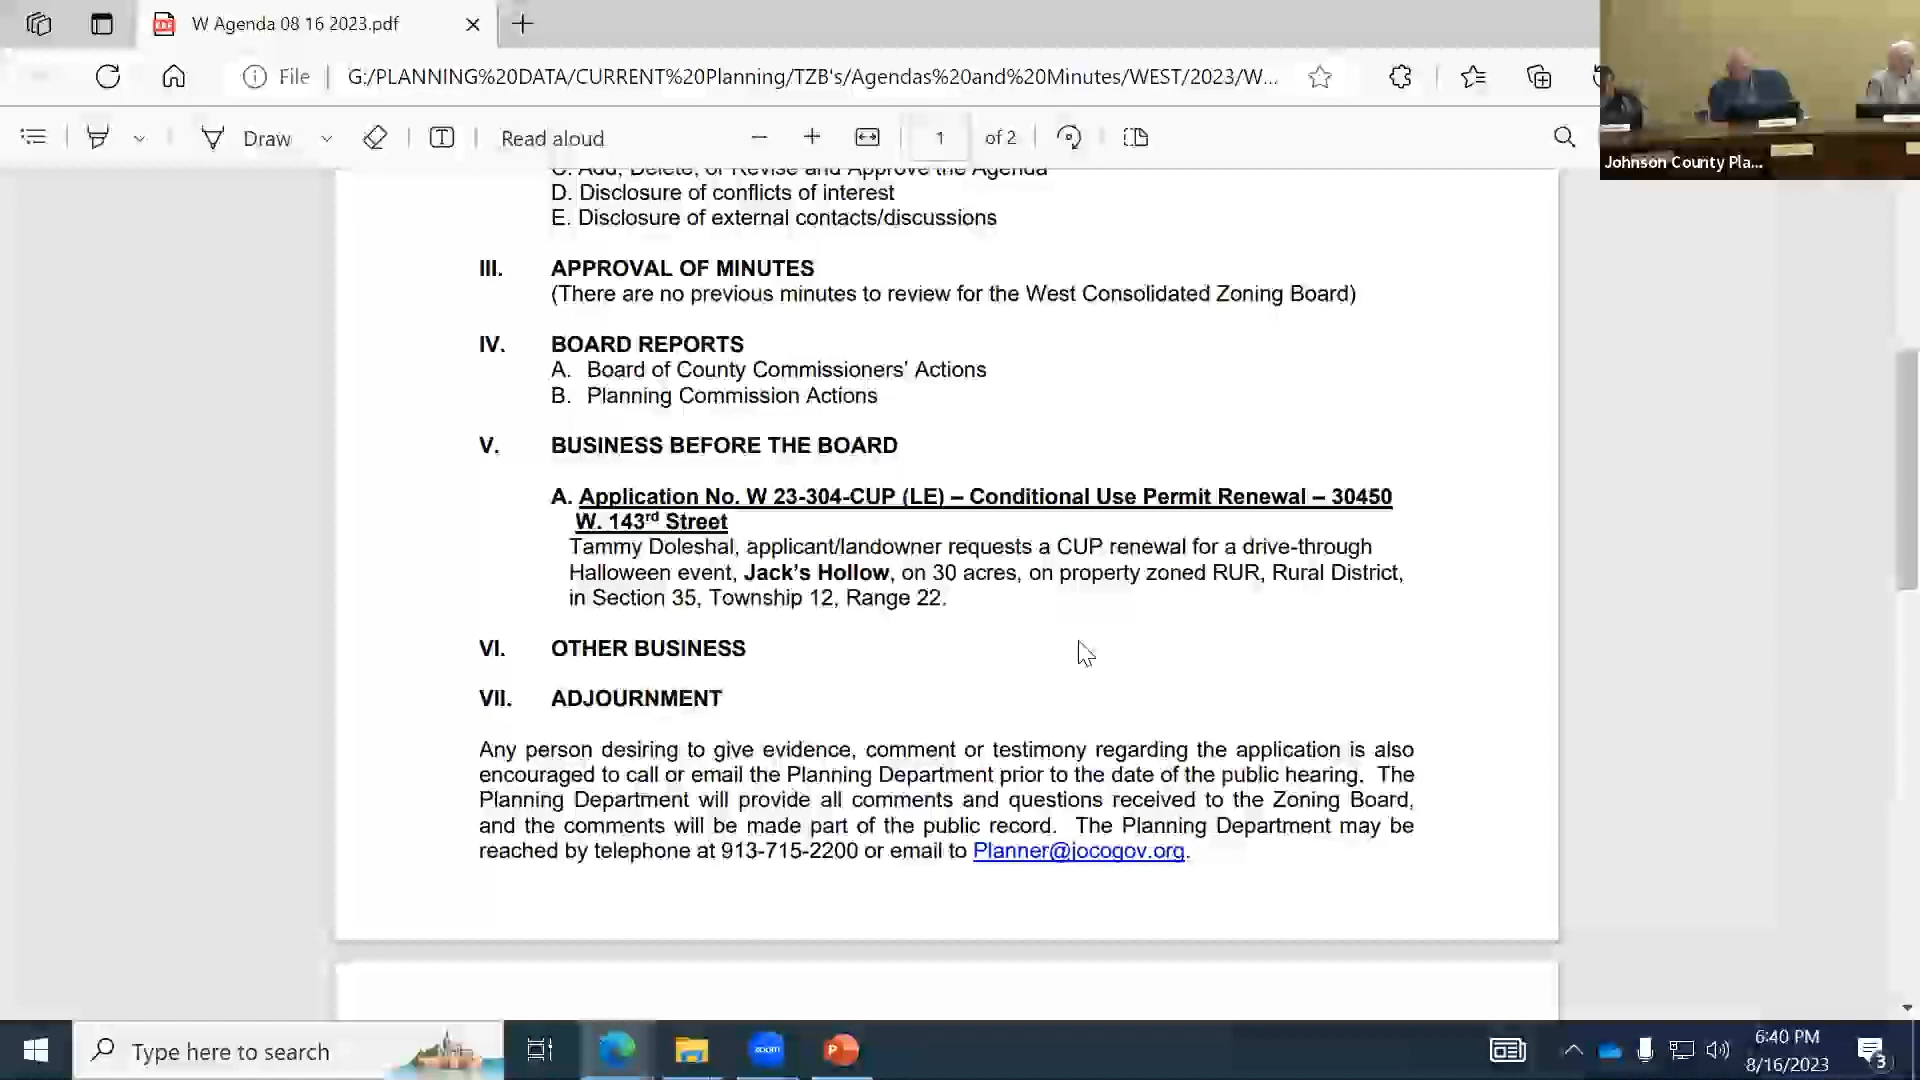 W Agenda 08 16 2023.pdf
File
G:/PLANNING%20DATA/CURRENT%20Planning/TZB's/Agendas%20and%20Minutes/WEST/2023/W...
Draw
Read aloud
1 of 2
Johnson County Pla...
C. Add, Delete, or Revise and Approve the Agenda
D. Disclosure of conflicts of interest
E. Disclosure of external contacts/discussions
III. APPROVAL OF MINUTES
(There are no previous minutes to review for the West Consolidated Zoning Board)
IV. BOARD REPORTS
A. Board of County Commissioners' Actions
B. Planning Commission Actions
V. BUSINESS BEFORE THE BOARD
A. Application No. W 23-304-CUP (LE) – Conditional Use Permit Renewal – 30450
W. 143rd Street
Tammy Doleshal, applicant/landowner requests a CUP renewal for a drive-through
Halloween event, Jack's Hollow, on 30 acres, on property zoned RUR, Rural District,
in Section 35, Township 12, Range 22.
VI. OTHER BUSINESS
VII. ADJOURNMENT
Any person desiring to give evidence, comment or testimony regarding the application is also
encouraged to call or email the Planning Department prior to the date of the public hearing. The
Planning Department will provide all comments and questions received to the Zoning Board,
and the comments will be made part of the public record. The Planning Department may be
reached by telephone at 913-715-2200 or email to Planner@jocogov.org.
Type here to search
zoom
P
6:40 PM
8/16/2023
3